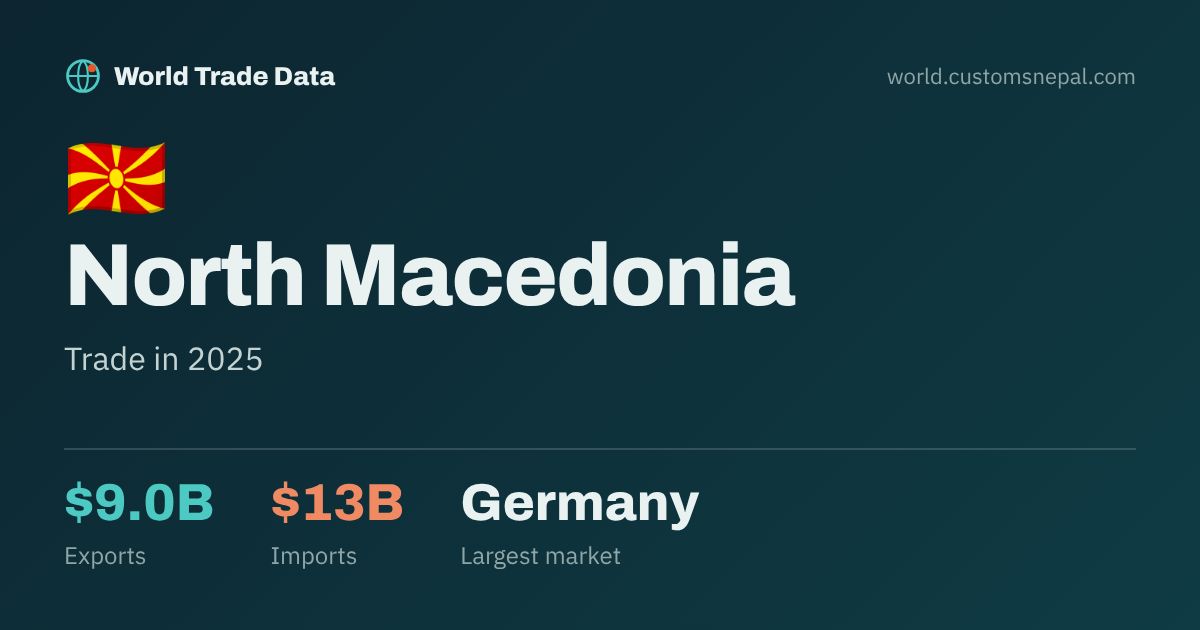 World Trade Data
world.customsnepal.com
North Macedonia
Trade in 2025
$9.0B $13B Germany
Exports Imports Largest market